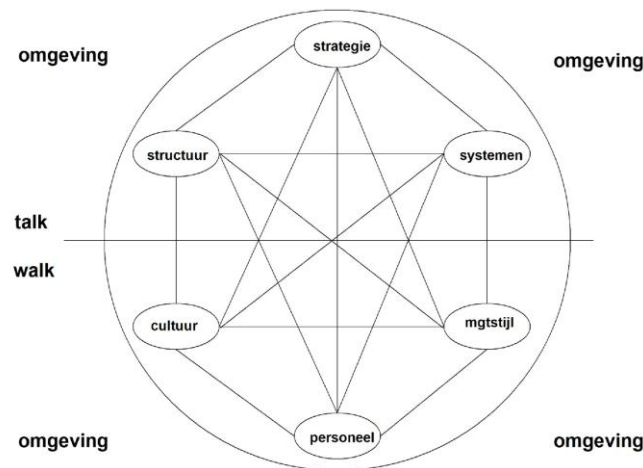 strategie
omgeving
omgeving
structuur
systemen
talk
walk
cultuur
mgtstijl
personeel
omgeving
omgeving